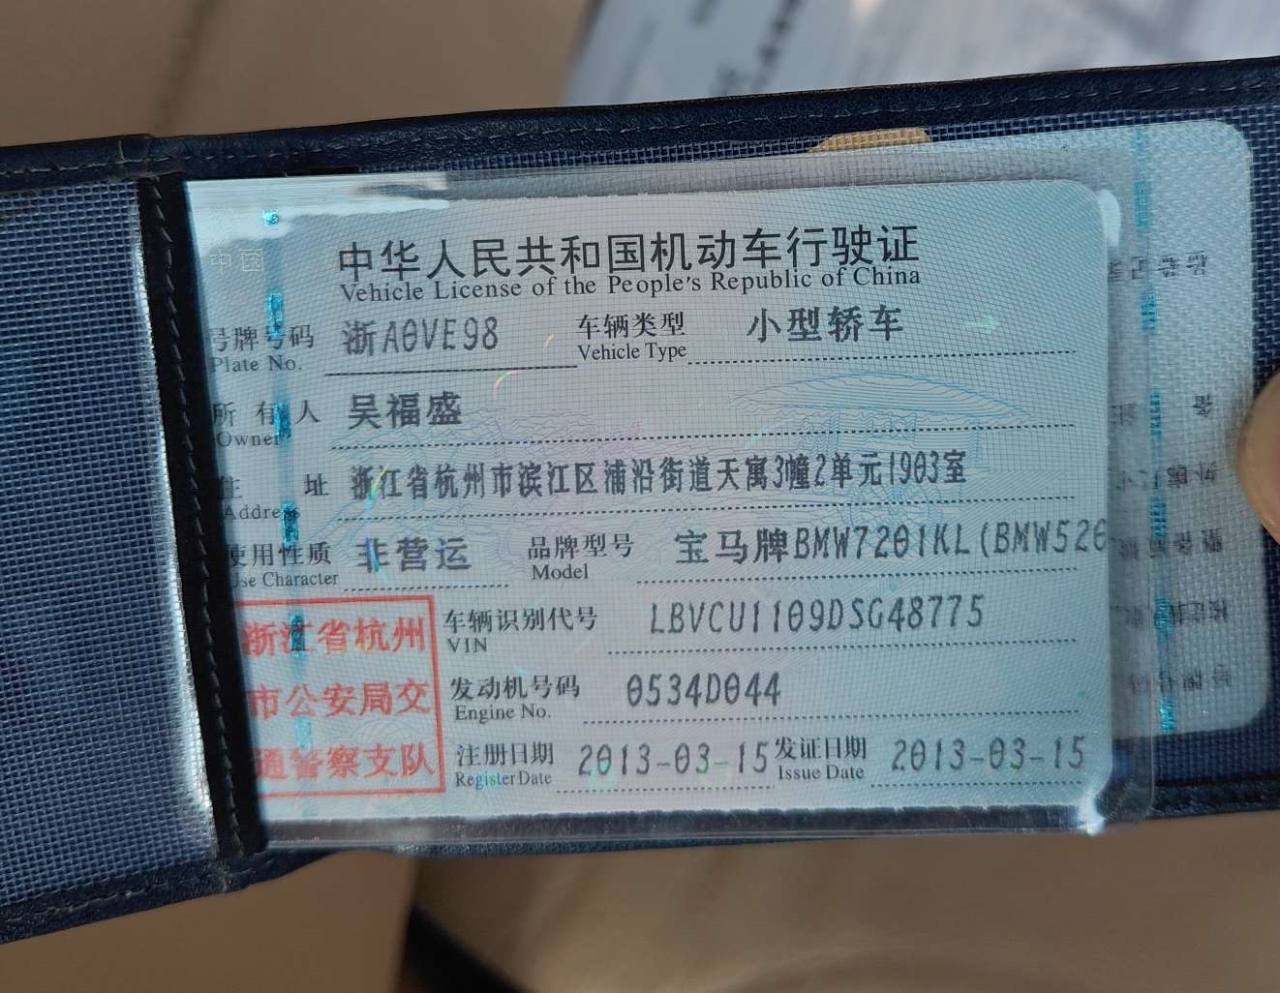 中国
中华人民共和国机动车行驶证
Vehicle License of the People's Republic of China
号牌号码 浙A0VE98 车辆类型 小型轿车
Plate No. Vehicle Type
所有人 吴福盛
Owner
住址 浙江省杭州市滨江区浦沿街道天寓3幢2单元1903室
Address
使用性质 非营运 品牌型号 宝马牌BMW7201KL(BMW520
Use Character Model
浙江省杭州
市公安局交
通警察支队
车辆识别代号 LBVCU1109DSG48775
VIN
发动机号码 0534D044
Engine No.
注册日期 2013-03-15 发证日期 2013-03-15
Register Date Issue Date